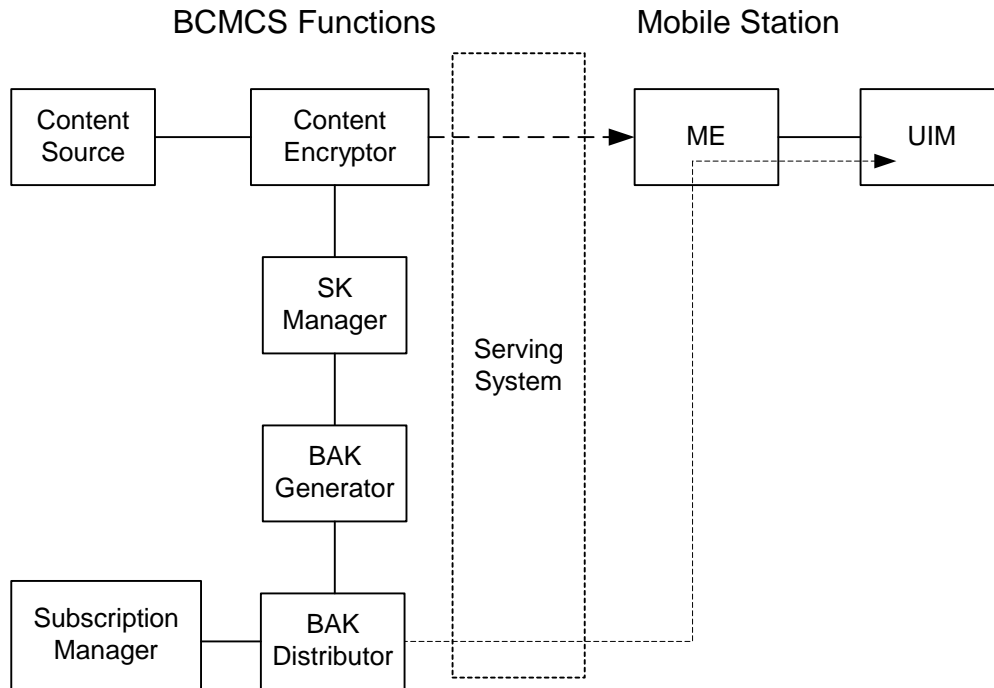 BCMCS Functions
Mobile Station
Content
Source
Content
Encryptor
ME
UIM
SK
Manager
Serving
System
BAK
Generator
Subscription
Manager
BAK
Distributor